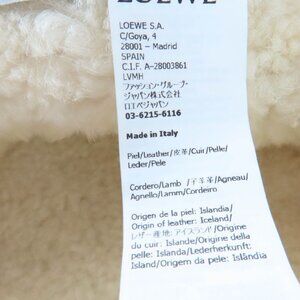 LOEWE
LOEWE S.A.
C/Goya, 4
28001 – Madrid
SPAIN
C.I.F. A-28003861
LVMH
ファッション・グループ・
ジャパン株式会社
ロエベジャパン
03-6215-6116
Made in Italy
Piel/Leather/皮革/Cuir/Pelle/
Leder/Pele
Cordero/Lamb /子羊革/Agneau/
Agnello/Lamm/Cordeiro
Origen de la piel: Islandia/
Origin of leather: Iceland/
レザー産地: アイスランド/Origine
du cuir: Islande/Origine della
pelle: Islanda/Lederherkunft:
Island/Origem da pele: Islândia